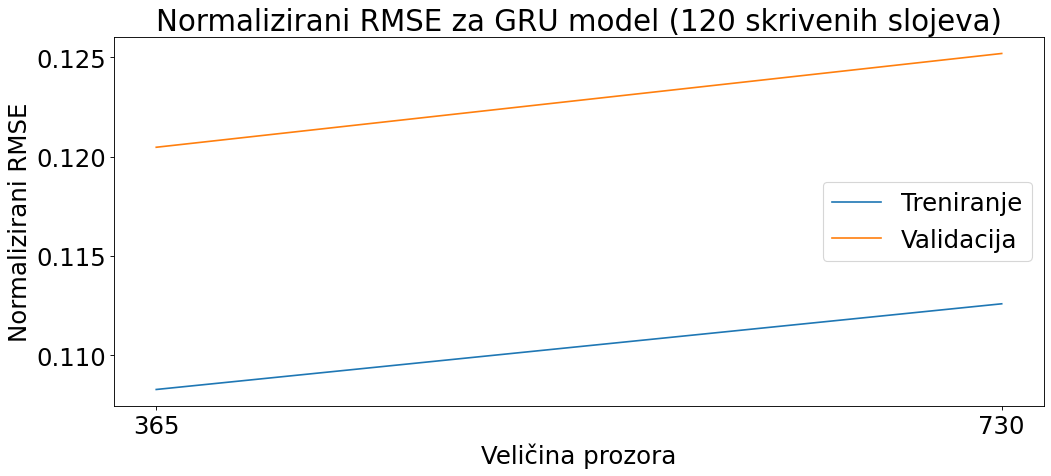 Normalizirani RMSE za GRU model (120 skrivenih slojeva)
Normalizirani RMSE
0.125
0.120
0.115
0.110
Treniranje
Validacija
365
730
Veličina prozora